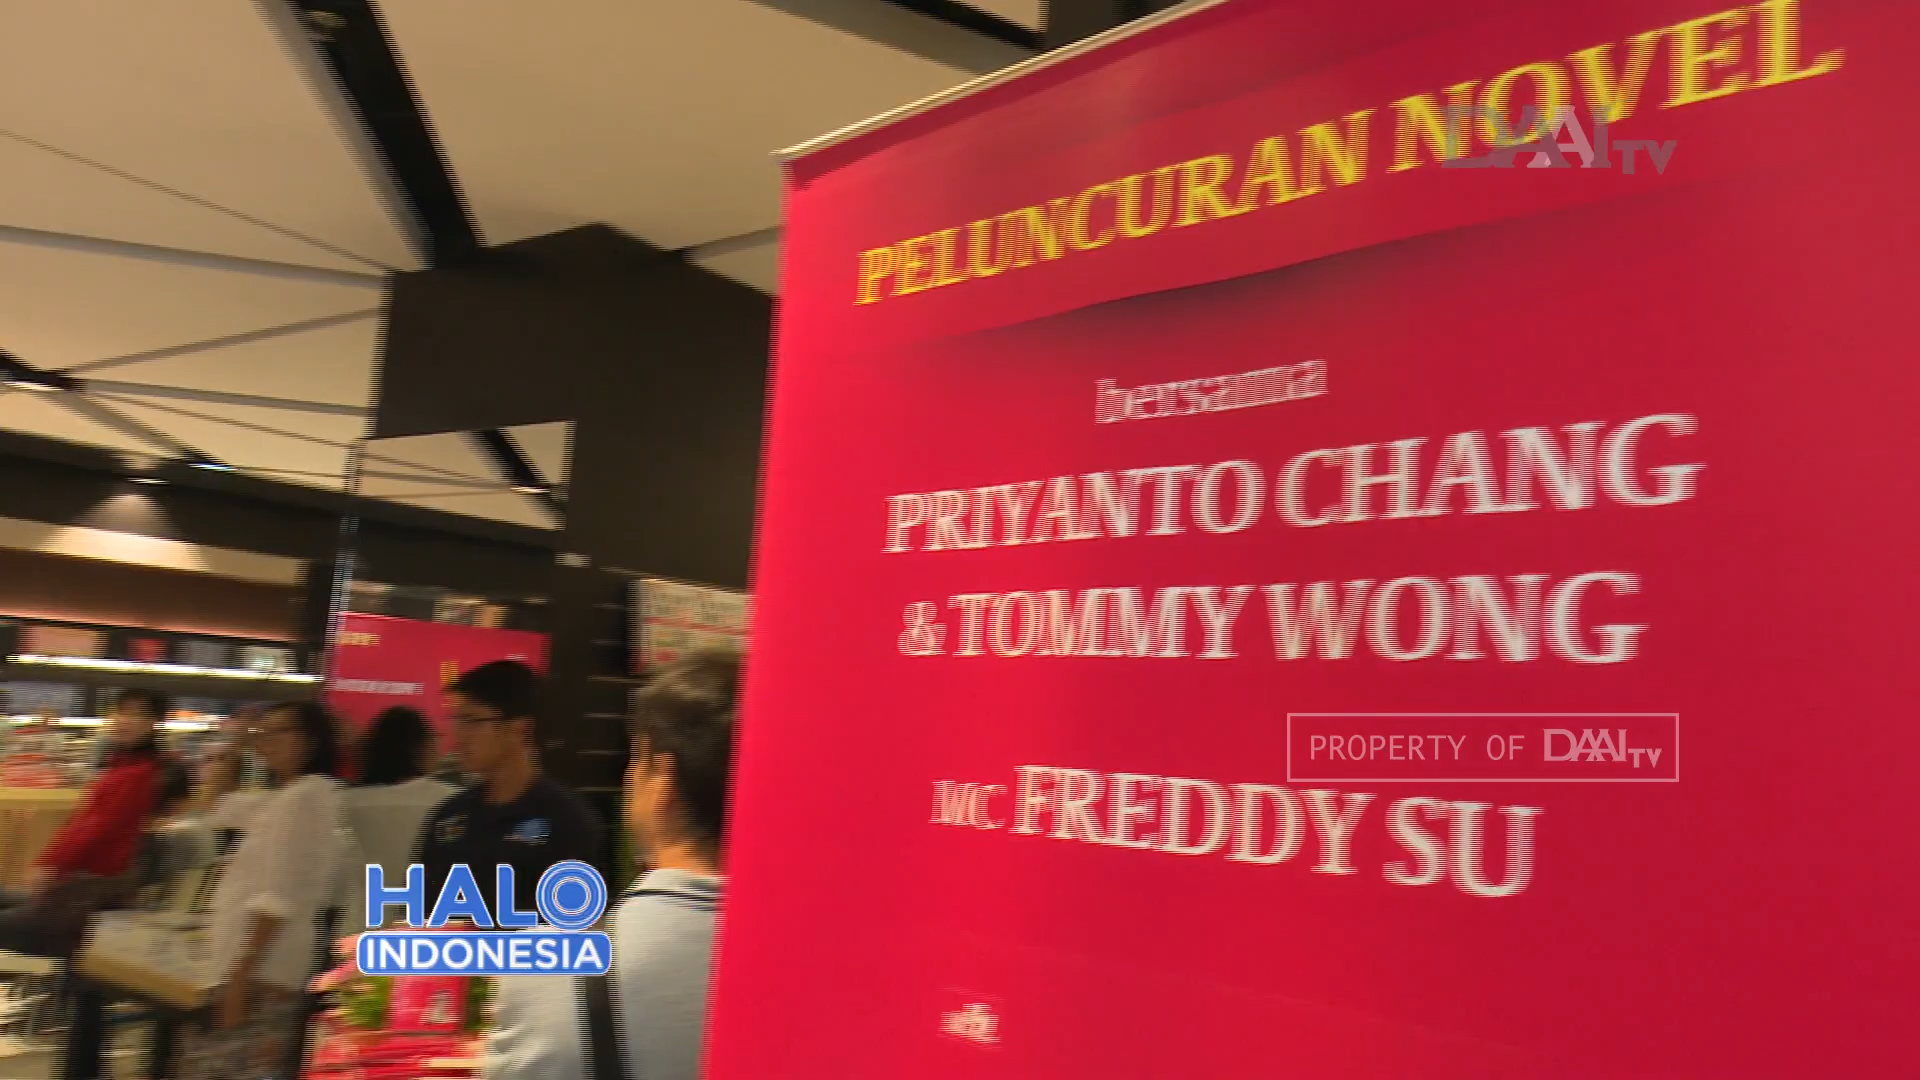 PELUNCURAN NOVEL
DAAI TV
bersama
PRIYANTO CHANG
& TOMMY WONG
PROPERTY OF DAAI TV
MC FREDDY SU
HALO
INDONESIA